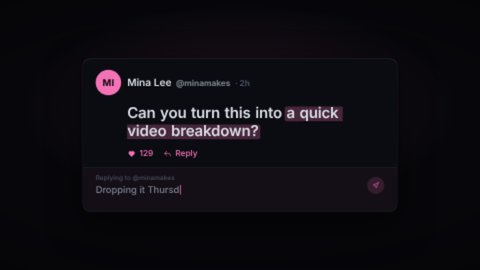 MI
Mina Lee @minamakes · 2h
Can you turn this into a quick
video breakdown?
129 Reply
Replying to @minamakes
Dropping it Thursd